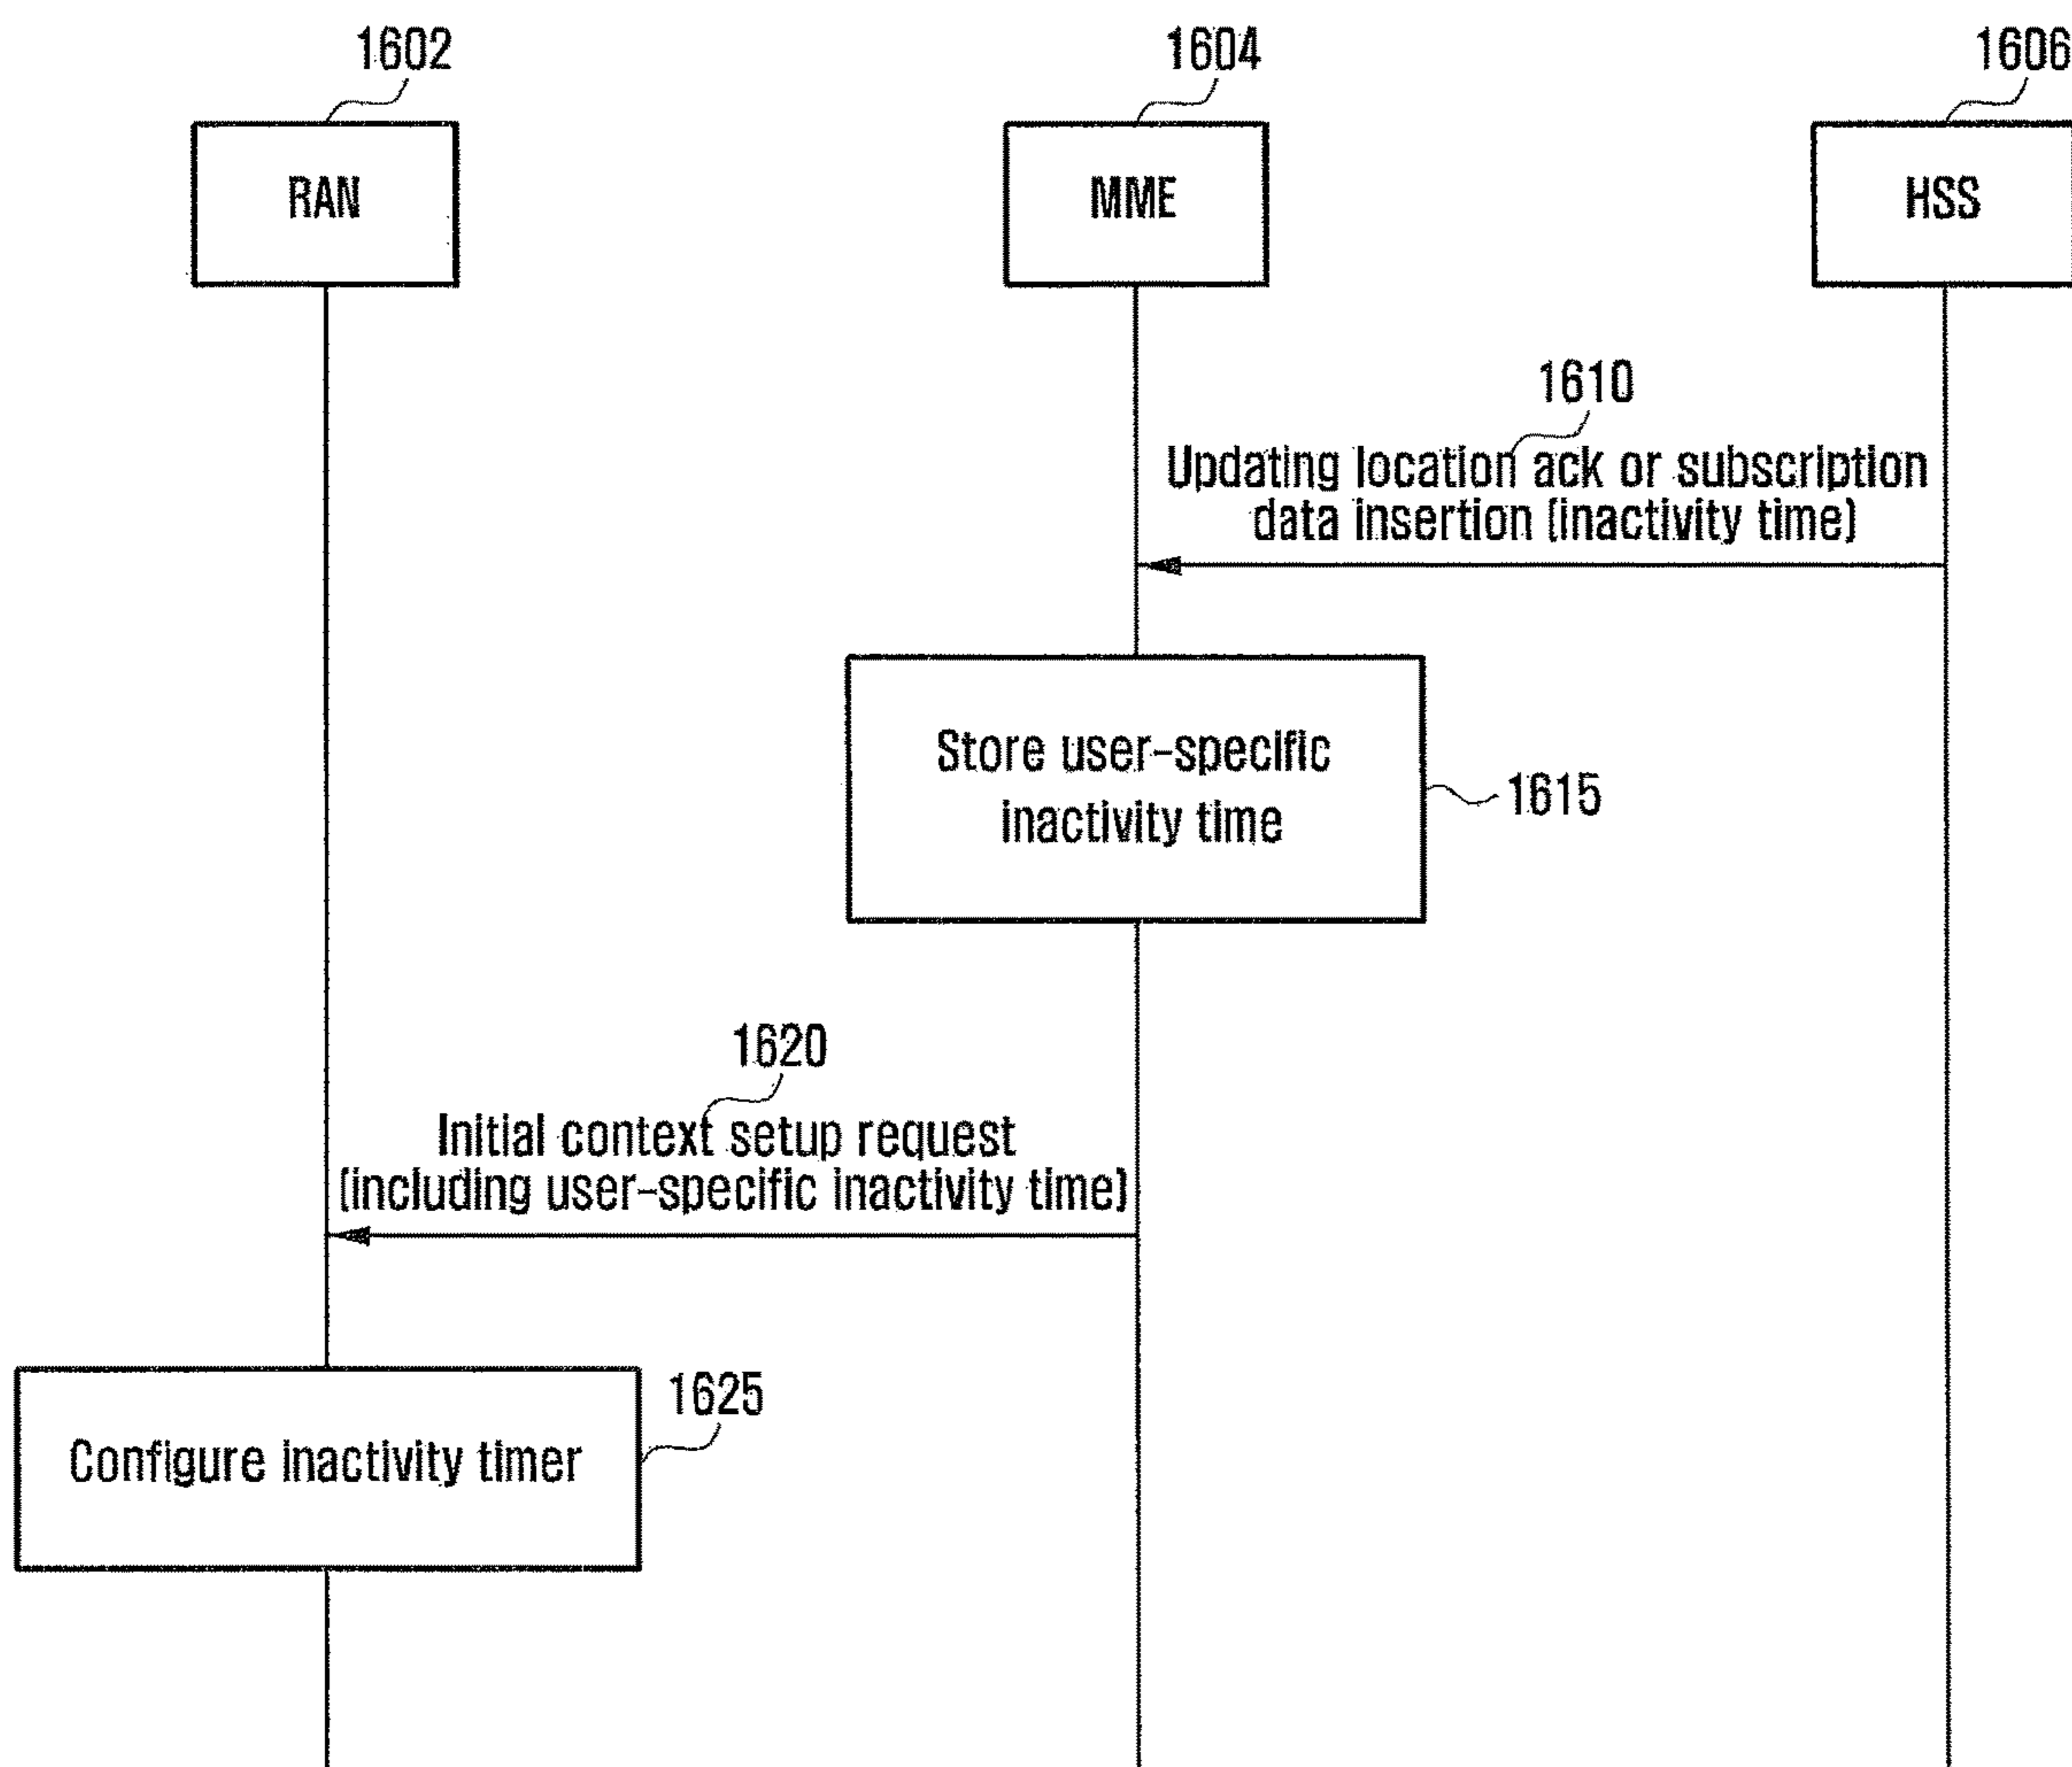 1602
1604
1606
RAN
MME
HSS
1610
Updating location ack or subscription
data insertion (inactivity time)
Store user-specific
inactivity time
1615
1620
Initial context setup request
(including user-specific inactivity time)
1625
Configure inactivity timer